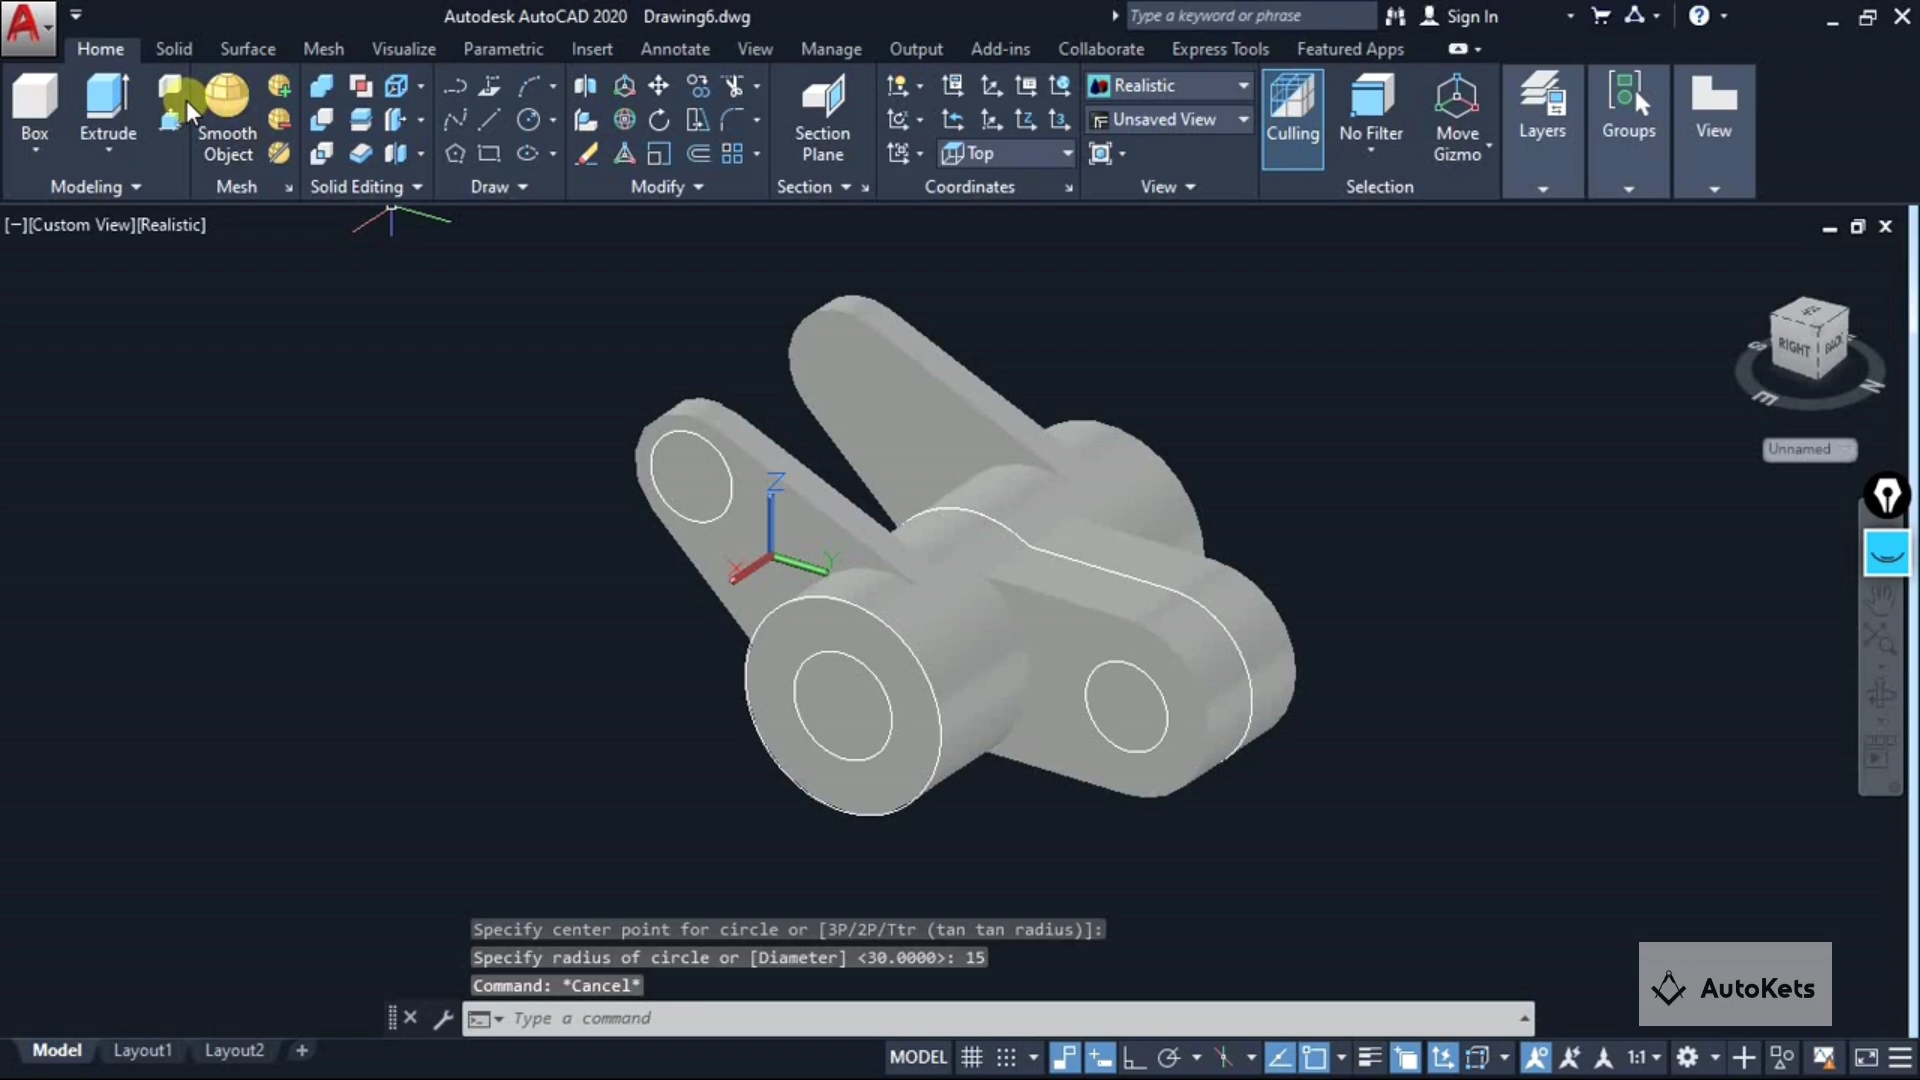 Autodesk AutoCAD 2020 Drawing6.dwg
Type a keyword or phrase
Sign In
Home Solid Surface Mesh Visualize Parametric Insert Annotate View Manage Output Add-ins Collaborate Express Tools Featured Apps
Box
Extrude
Smooth
Object
Section
Plane
Realistic
Unsaved View
Top
Culling
No Filter
Move
Gizmo
Layers
Groups
View
Modeling
Mesh
Solid Editing
Draw
Modify
Section
Coordinates
View
Selection
[−][Custom View][Realistic]
RIGHT
BACK
S
N
E
Unnamed
Z
X
Y
Specify center point for circle or [3P/2P/Ttr (tan tan radius)]:
Specify radius of circle or [Diameter] <30.0000>: 15
Command: *Cancel*
Type a command
AutoKets
Model Layout1 Layout2 +
MODEL
1:1